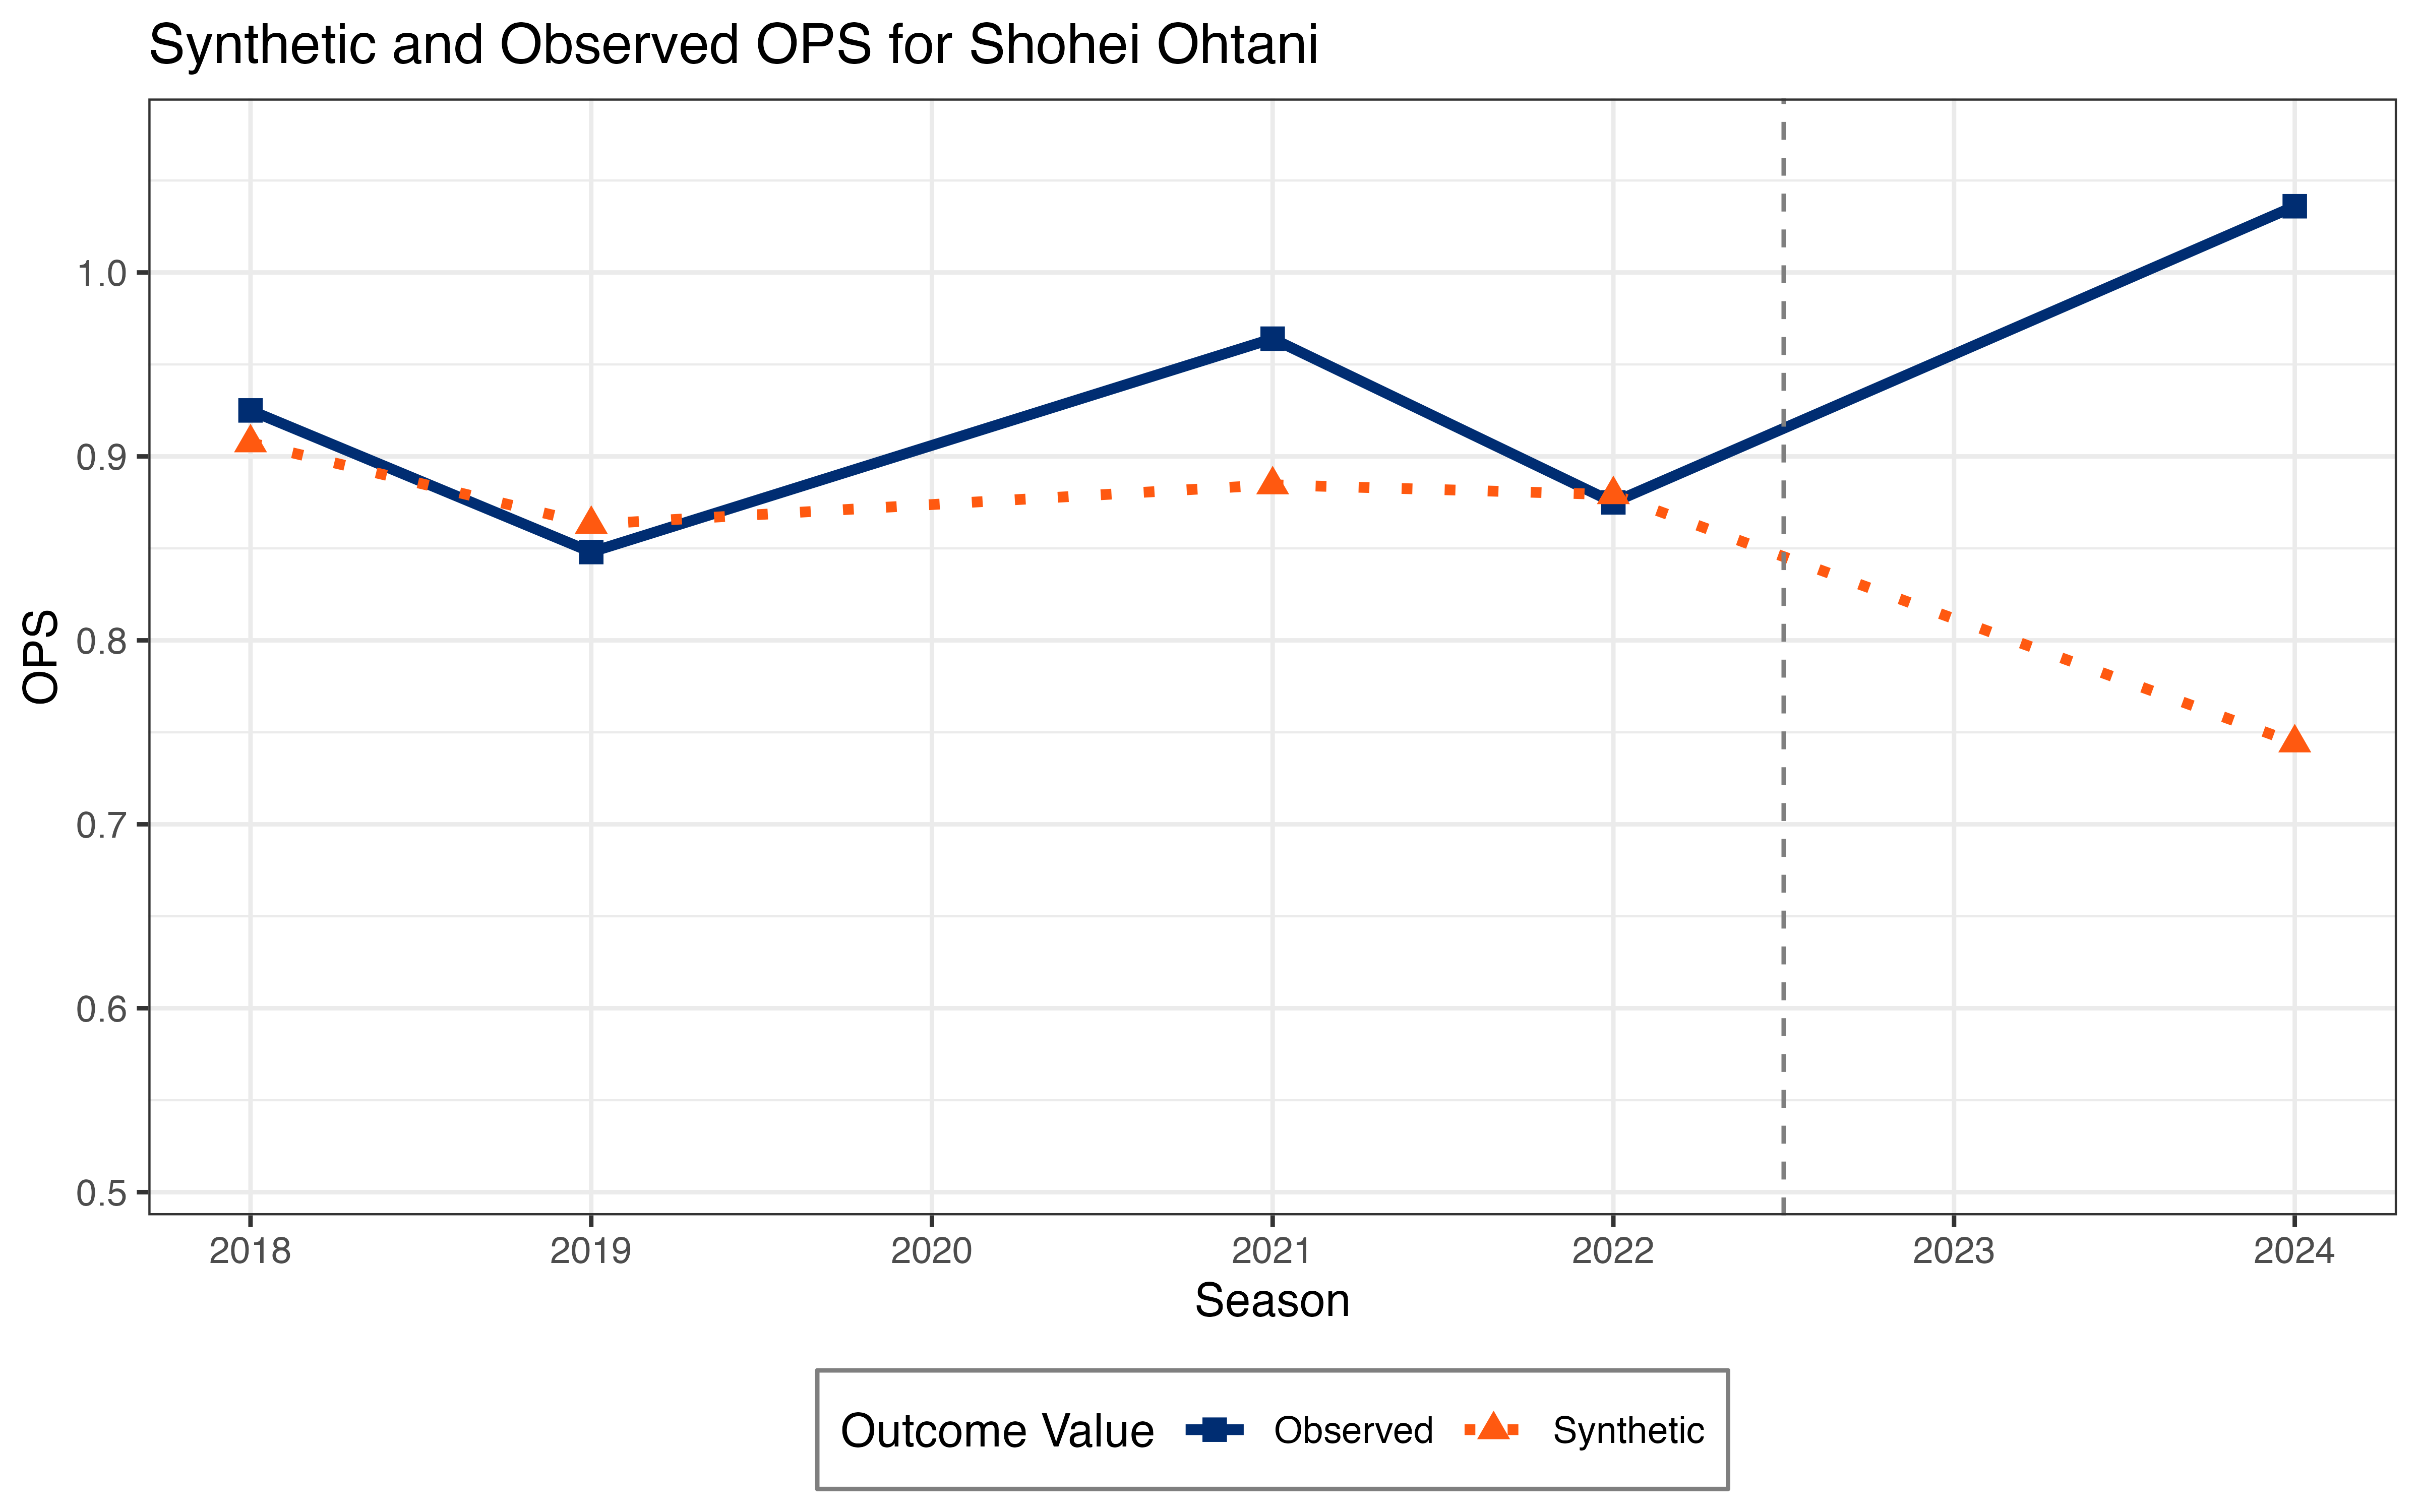 Synthetic and Observed OPS for Shohei Ohtani
OPS
1.0
0.9
0.8
0.7
0.6
0.5
2018 2019 2020 2021 2022 2023 2024
Season
Outcome Value Observed Synthetic